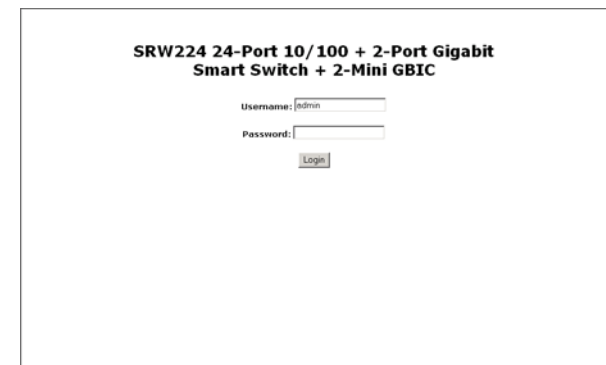 SRW224 24-Port 10/100 + 2-Port Gigabit
Smart Switch + 2-Mini GBIC
Username: admin
Password:
Login